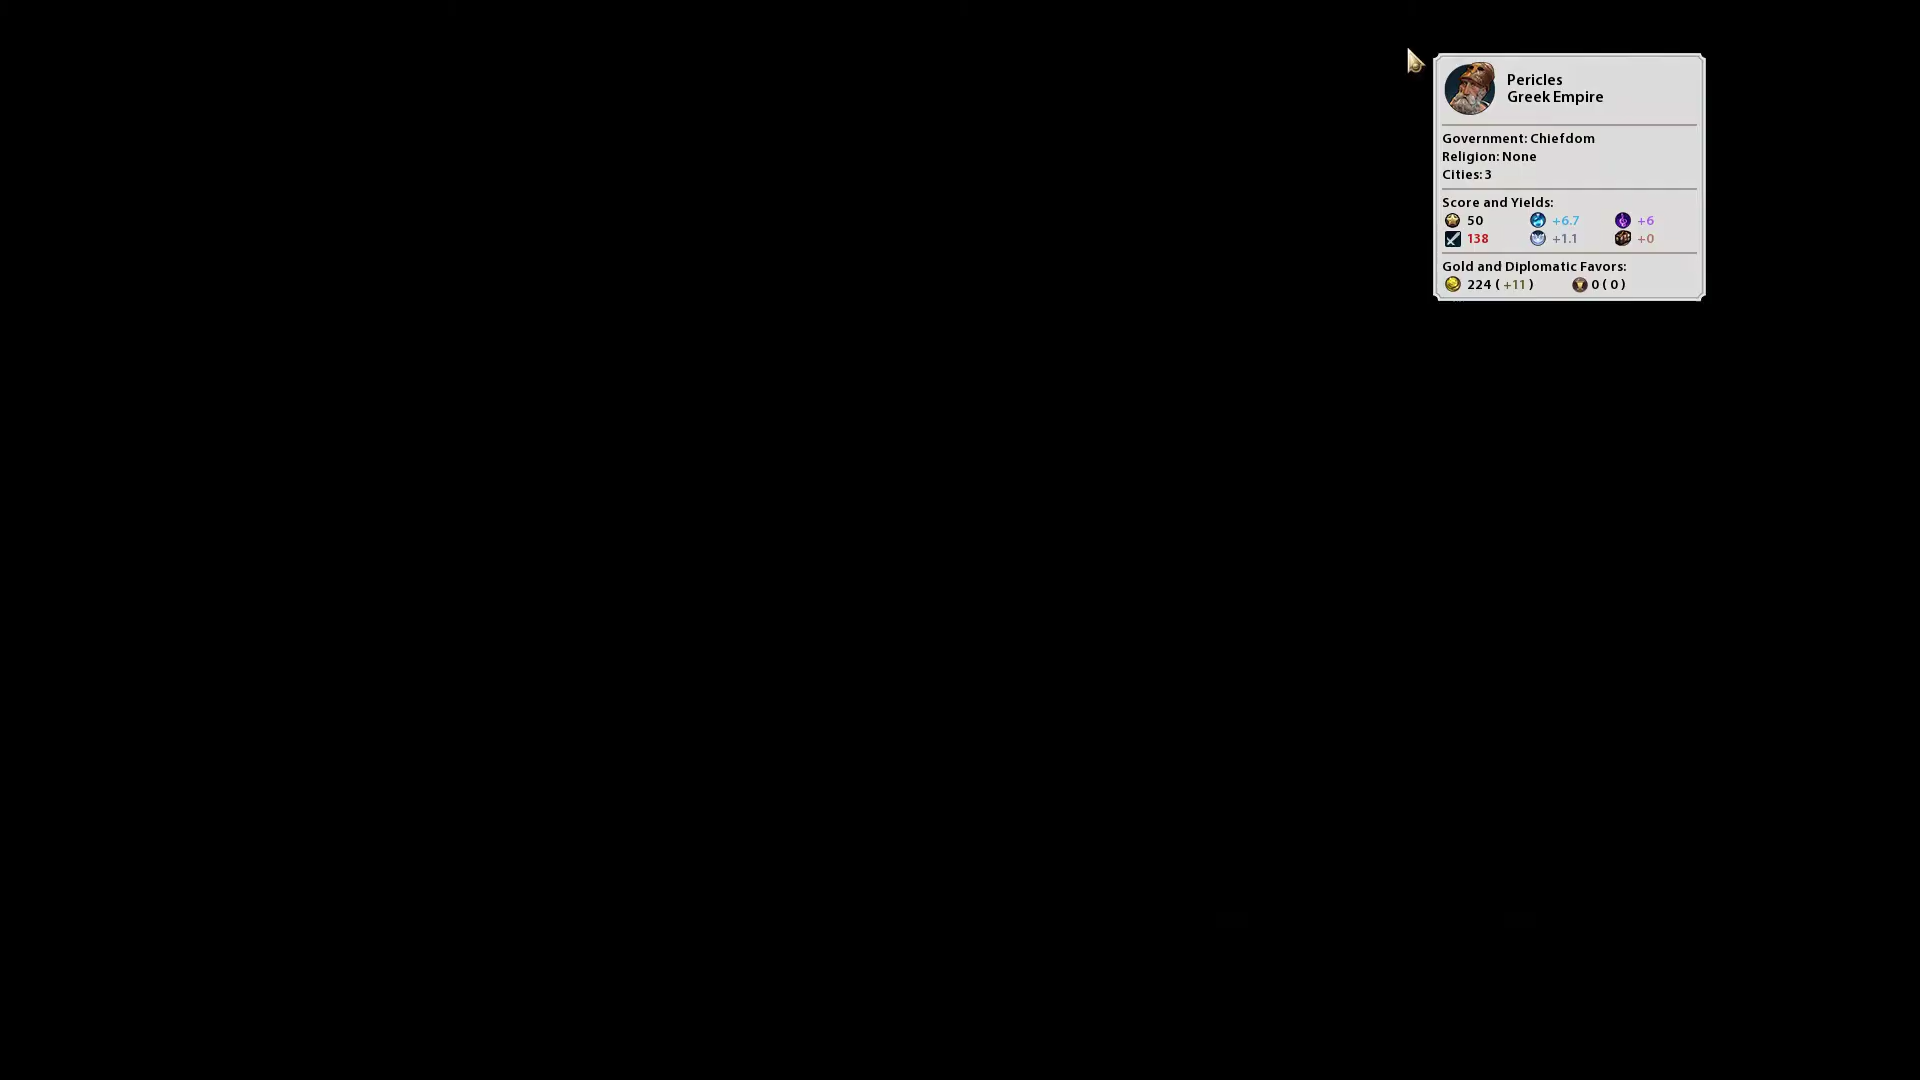 Pericles
Greek Empire
Government: Chiefdom
Religion: None
Cities: 3
Score and Yields:
50 +6.7 +6
138 +1.1 +0
Gold and Diplomatic Favors:
224 ( +11 ) 0 ( 0 )